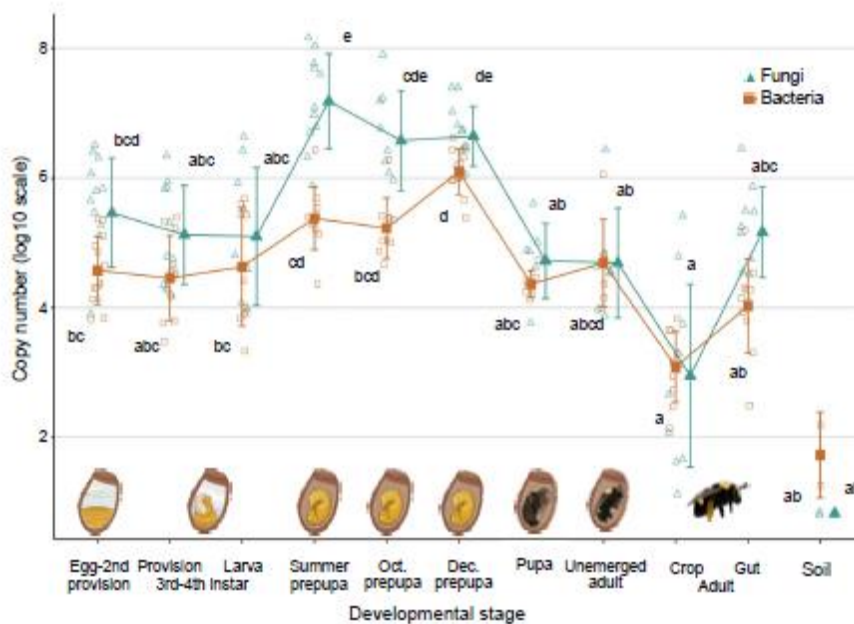 8
6
4
2
Copy number (log10 scale)
Fungi
Bacteria
bcd
abc
abc
e
cde
de
ab
ab
a
abc
bc
abc
bc
cd
bcd
d
abc
abcd
a
ab
ab
Egg-2nd provision
Provision
Larva
3rd-4th Instar
Summer prepupa
Oct. prepupa
Dec. prepupa
Pupa
Unemerged adult
Crop
Gut
Adult
Soil
Developmental stage